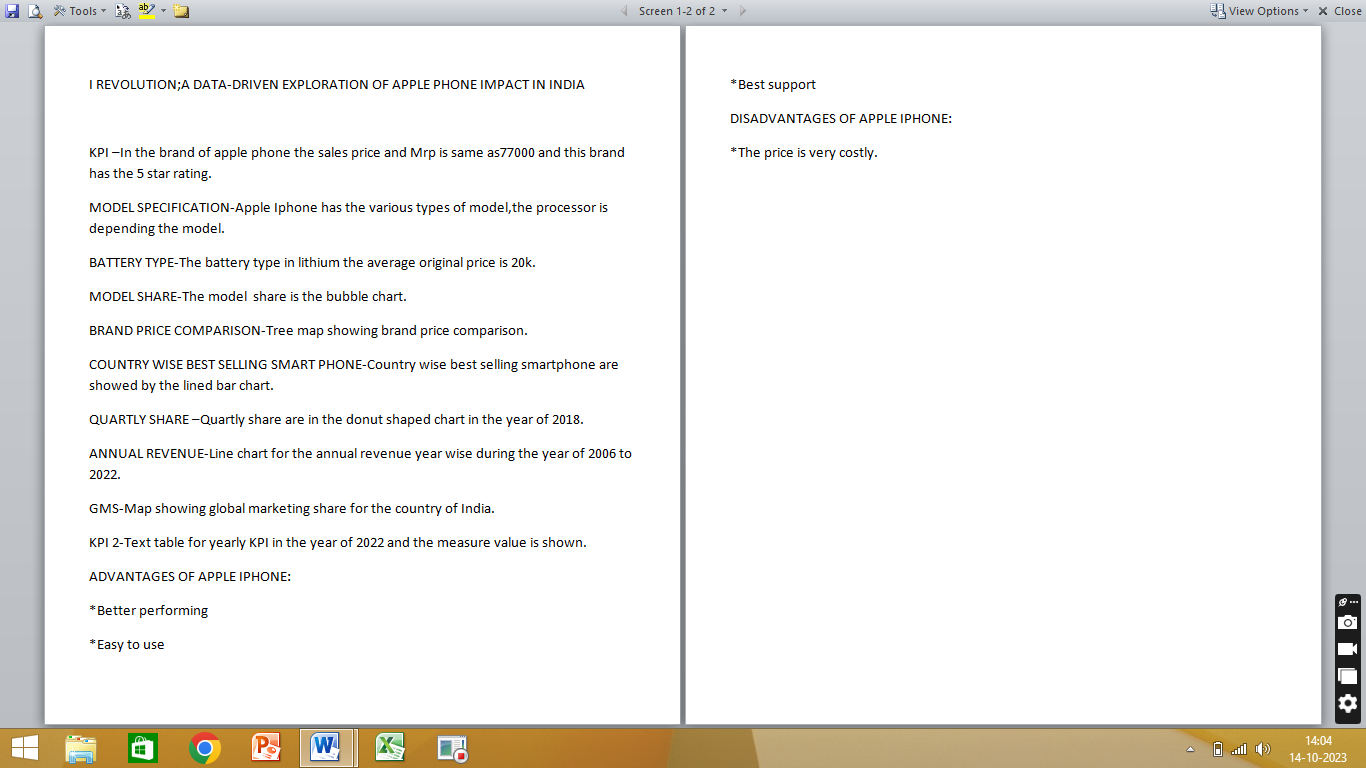 Tools
Screen 1-2 of 2
View Options
Close
I REVOLUTION;A DATA-DRIVEN EXPLORATION OF APPLE PHONE IMPACT IN INDIA
KPI –In the brand of apple phone the sales price and Mrp is same as77000 and this brand
has the 5 star rating.
MODEL SPECIFICATION-Apple Iphone has the various types of model,the processor is
depending the model.
BATTERY TYPE-The battery type in lithium the average original price is 20k.
MODEL SHARE-The model  share is the bubble chart.
BRAND PRICE COMPARISON-Tree map showing brand price comparison.
COUNTRY WISE BEST SELLING SMART PHONE-Country wise best selling smartphone are
showed by the lined bar chart.
QUARTLY SHARE –Quartly share are in the donut shaped chart in the year of 2018.
ANNUAL REVENUE-Line chart for the annual revenue year wise during the year of 2006 to
2022.
GMS-Map showing global marketing share for the country of India.
KPI 2-Text table for yearly KPI in the year of 2022 and the measure value is shown.
ADVANTAGES OF APPLE IPHONE:
*Better performing
*Easy to use
*Best support
DISADVANTAGES OF APPLE IPHONE:
*The price is very costly.
14:04
14-10-2023